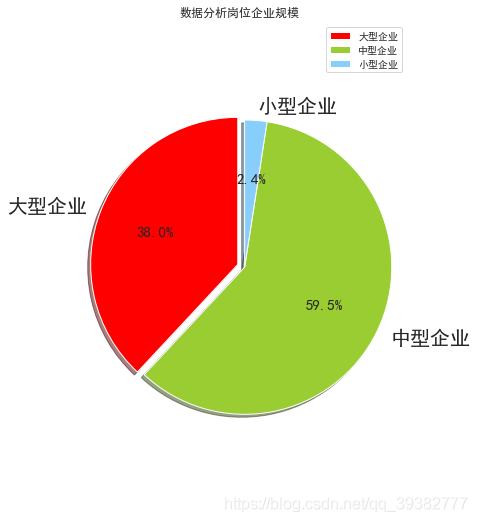 数据分析岗位企业规模
大型企业
中型企业
小型企业
小型企业
2.4%
大型企业
38.0%
59.5%
中型企业
https://blog.csdn.net/qq_39382777